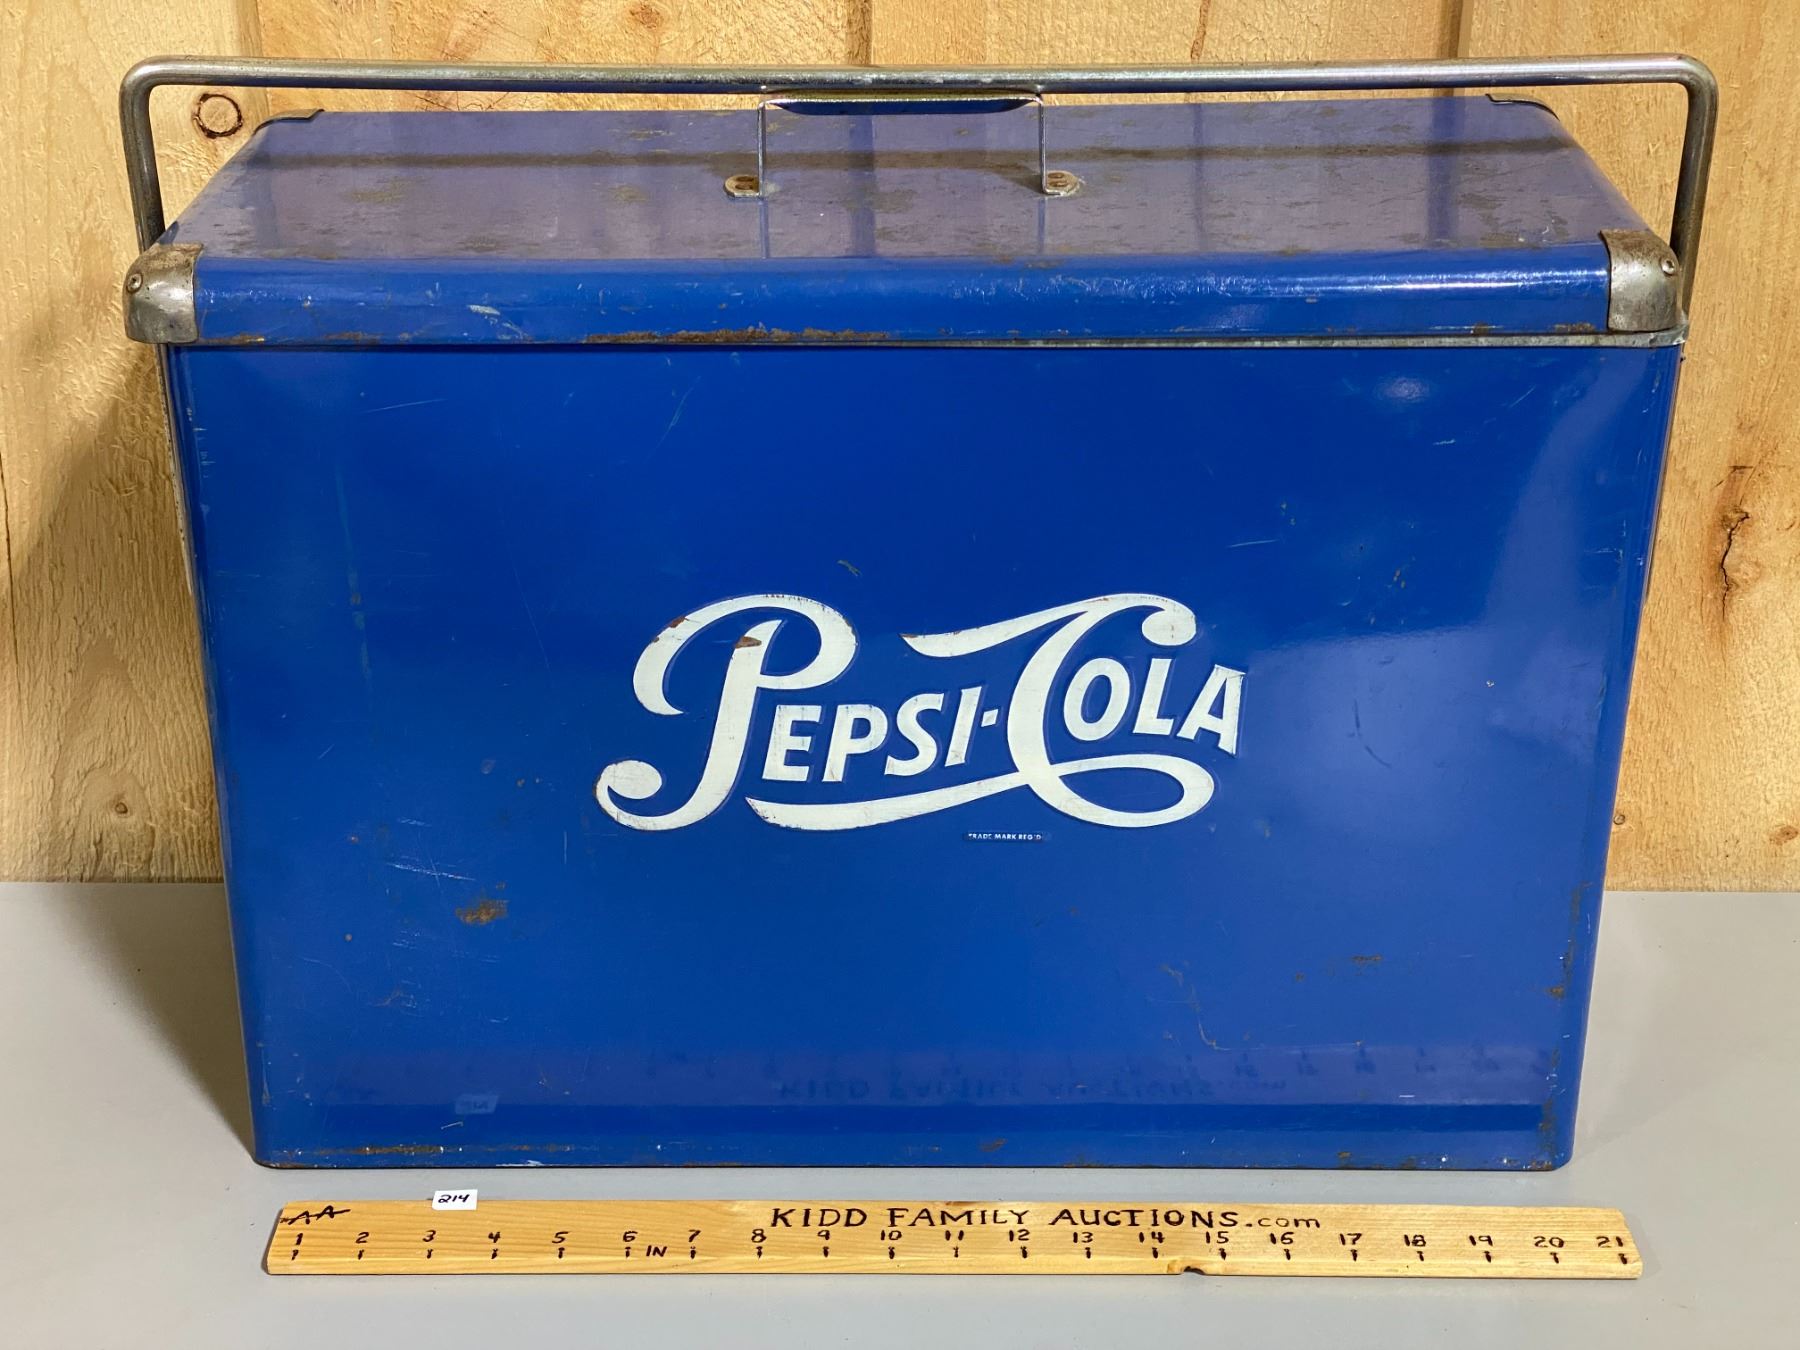 PEPSI-COLA
TRADE MARK REG'D
214
AA
KIDD FAMILY AUCTIONS.com
1 2 3 4 5 6 IN 7 8 9 10 11 12 13 14 15 16 17 18 19 20 21